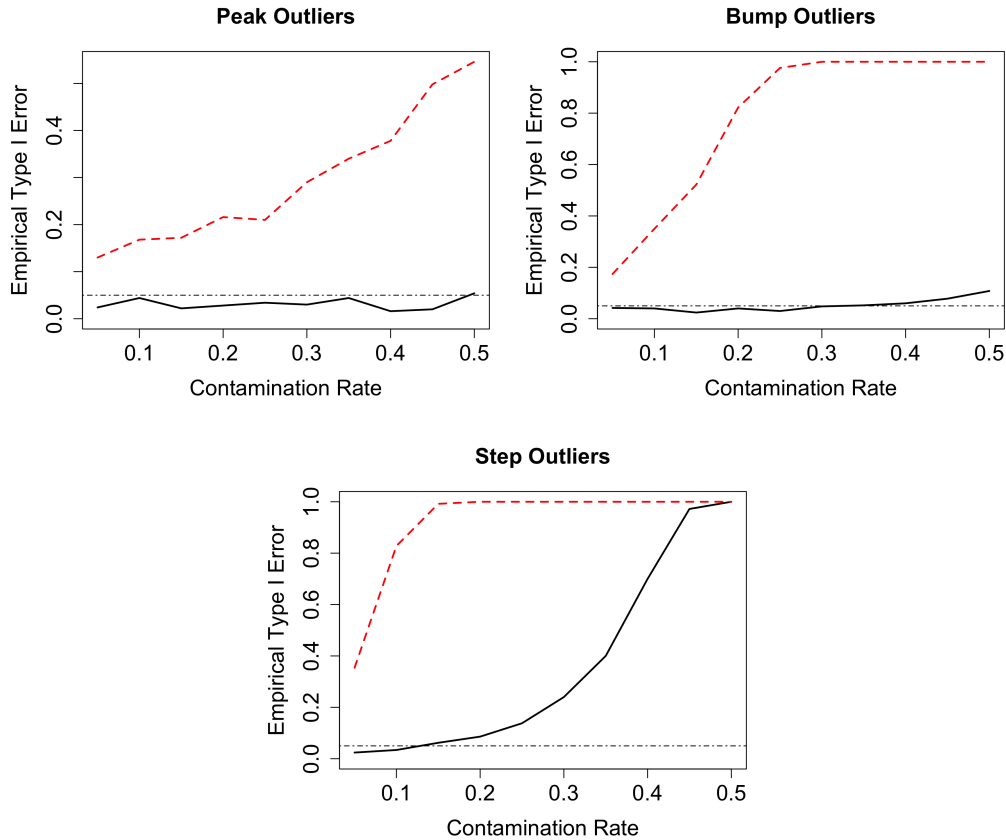 Peak Outliers
Empirical Type I Error
0.0 0.2 0.4
0.1 0.2 0.3 0.4 0.5
Contamination Rate
Bump Outliers
Empirical Type I Error
0.0 0.2 0.4 0.6 0.8 1.0
0.1 0.2 0.3 0.4 0.5
Contamination Rate
Step Outliers
Empirical Type I Error
0.0 0.2 0.4 0.6 0.8 1.0
0.1 0.2 0.3 0.4 0.5
Contamination Rate